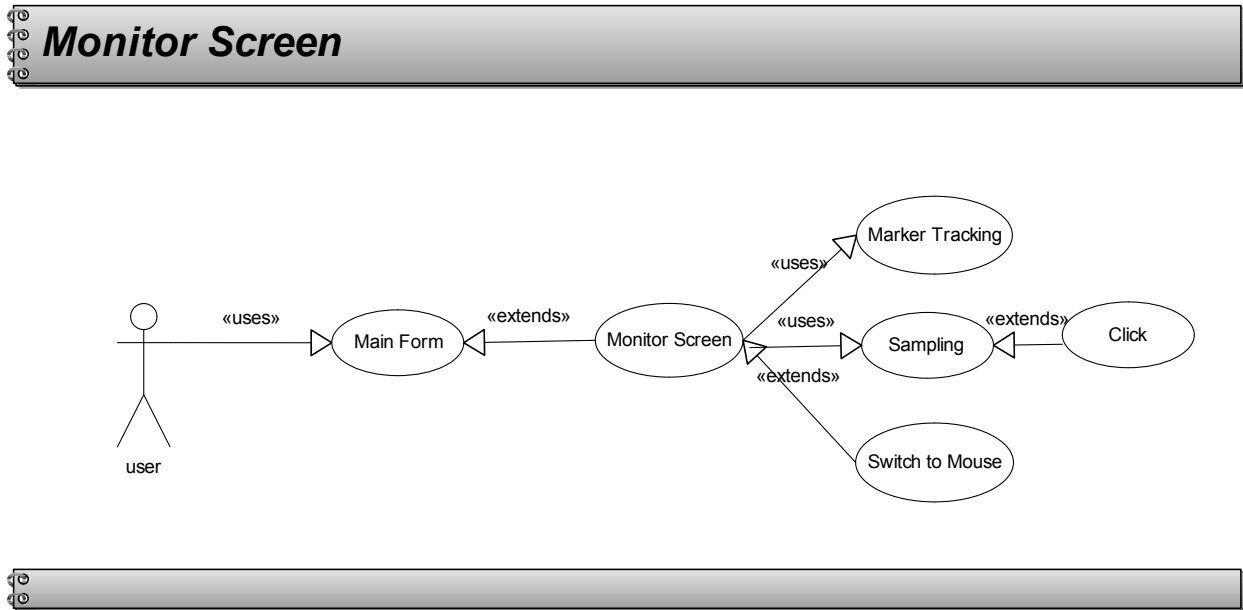 Monitor Screen
Marker Tracking
«uses»
«uses»
«extends»
«uses»
«extends»
Main Form
Monitor Screen
Sampling
Click
«extends»
Switch to Mouse
user